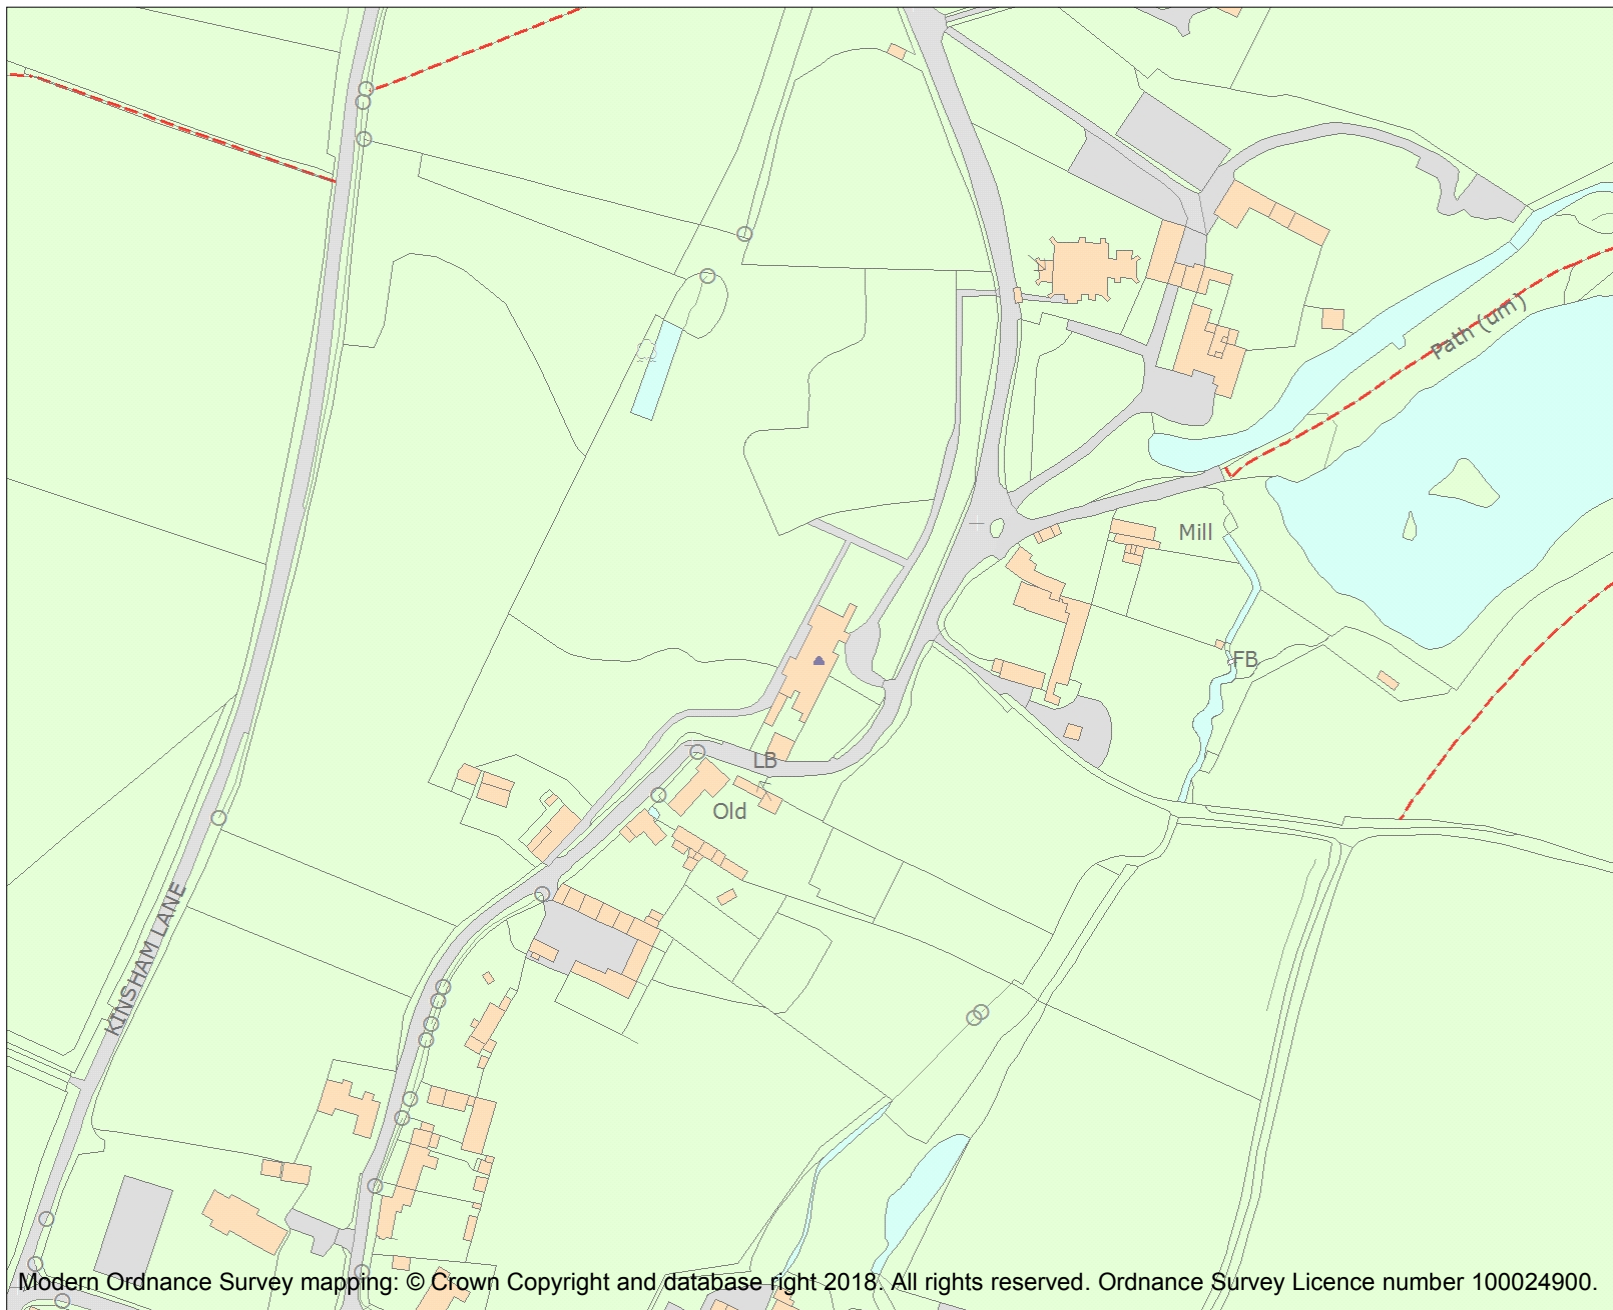 Path (um)
Mill
FB
LB
Old
KINSHAM LANE
Modern Ordnance Survey mapping: © Crown Copyright and database right 2018. All rights reserved. Ordnance Survey Licence number 100024900.